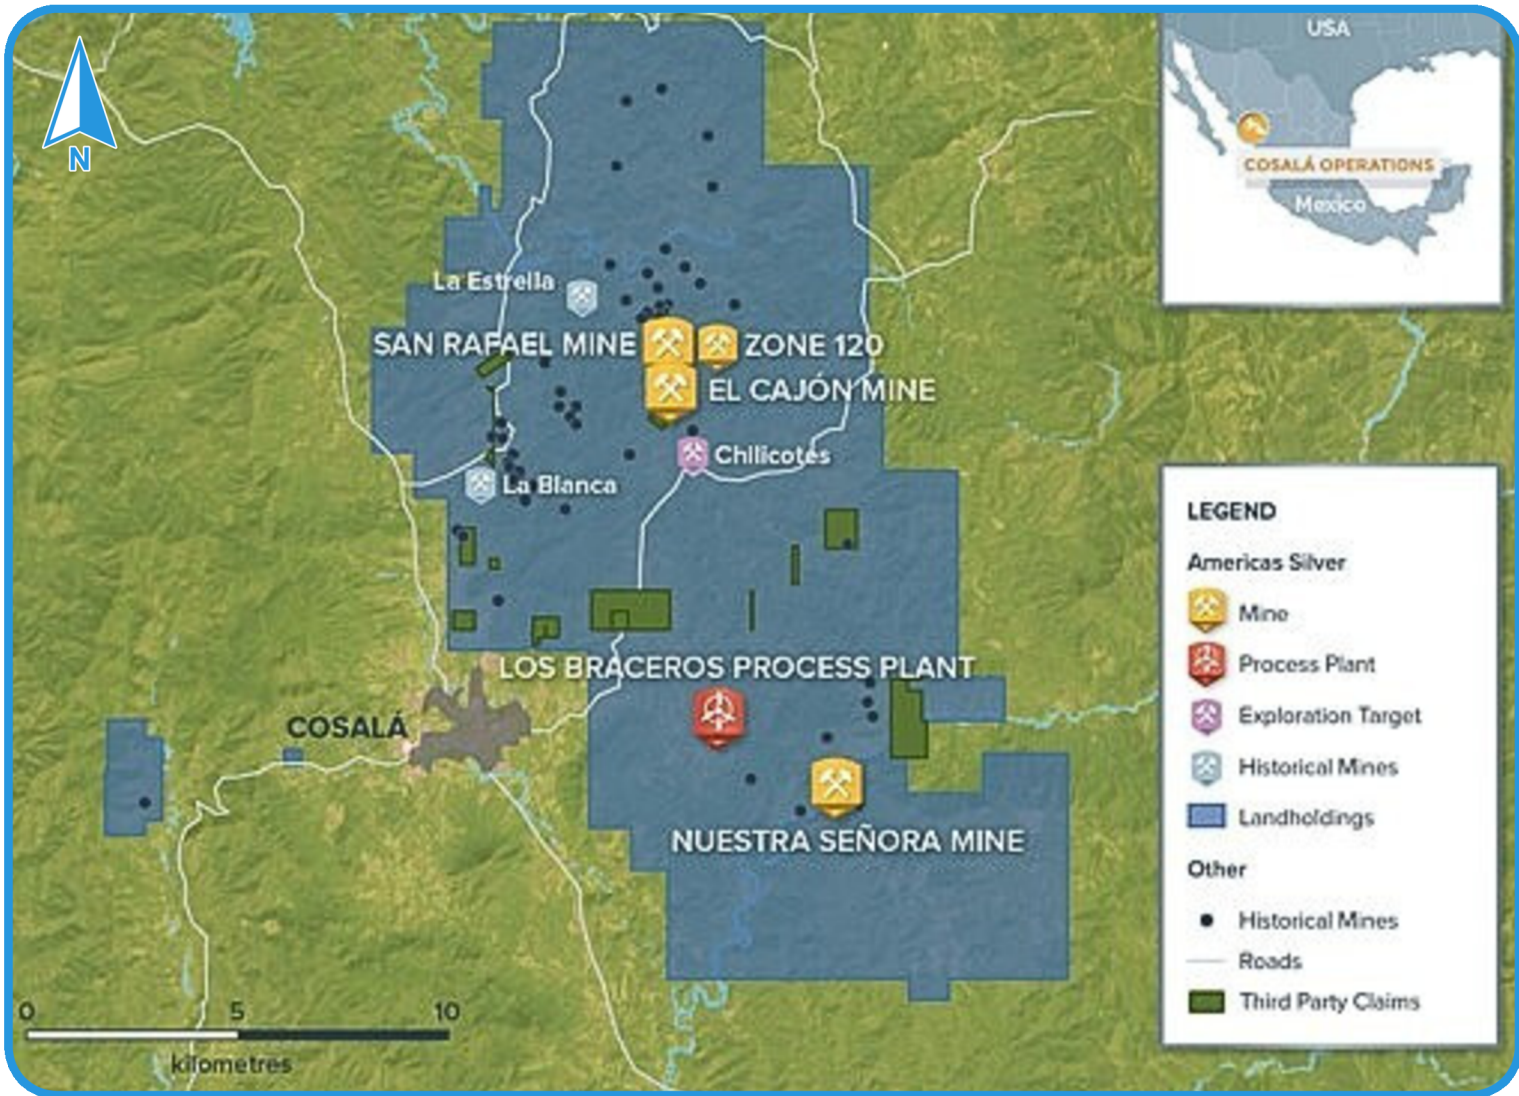 N
USA
COSALÁ OPERATIONS
Mexico
La Estrella
SAN RAFAEL MINE
ZONE 120
EL CAJÓN MINE
Chilicotes
La Blanca
LOS BRACEROS PROCESS PLANT
COSALÁ
NUESTRA SEÑORA MINE
0 5 10
kilometres
LEGEND
Americas Silver
Mine
Process Plant
Exploration Target
Historical Mines
Landholdings
Other
Historical Mines
Roads
Third Party Claims